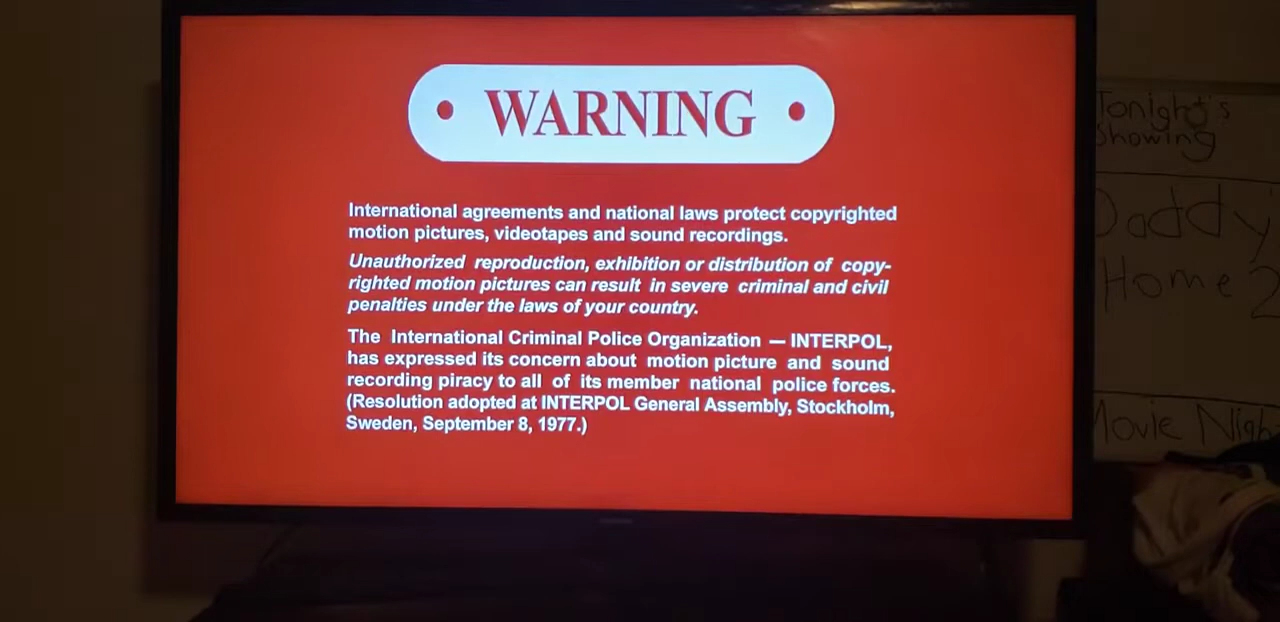 WARNING
International agreements and national laws protect copyrighted
motion pictures, videotapes and sound recordings.
Unauthorized reproduction, exhibition or distribution of copy-
righted motion pictures can result in severe criminal and civil
penalties under the laws of your country.
The International Criminal Police Organization — INTERPOL,
has expressed its concern about motion picture and sound
recording piracy to all of its member national police forces.
(Resolution adopted at INTERPOL General Assembly, Stockholm,
Sweden, September 8, 1977.)
Tonight's
Showing
Daddy'
Home 2
Movie Nigh